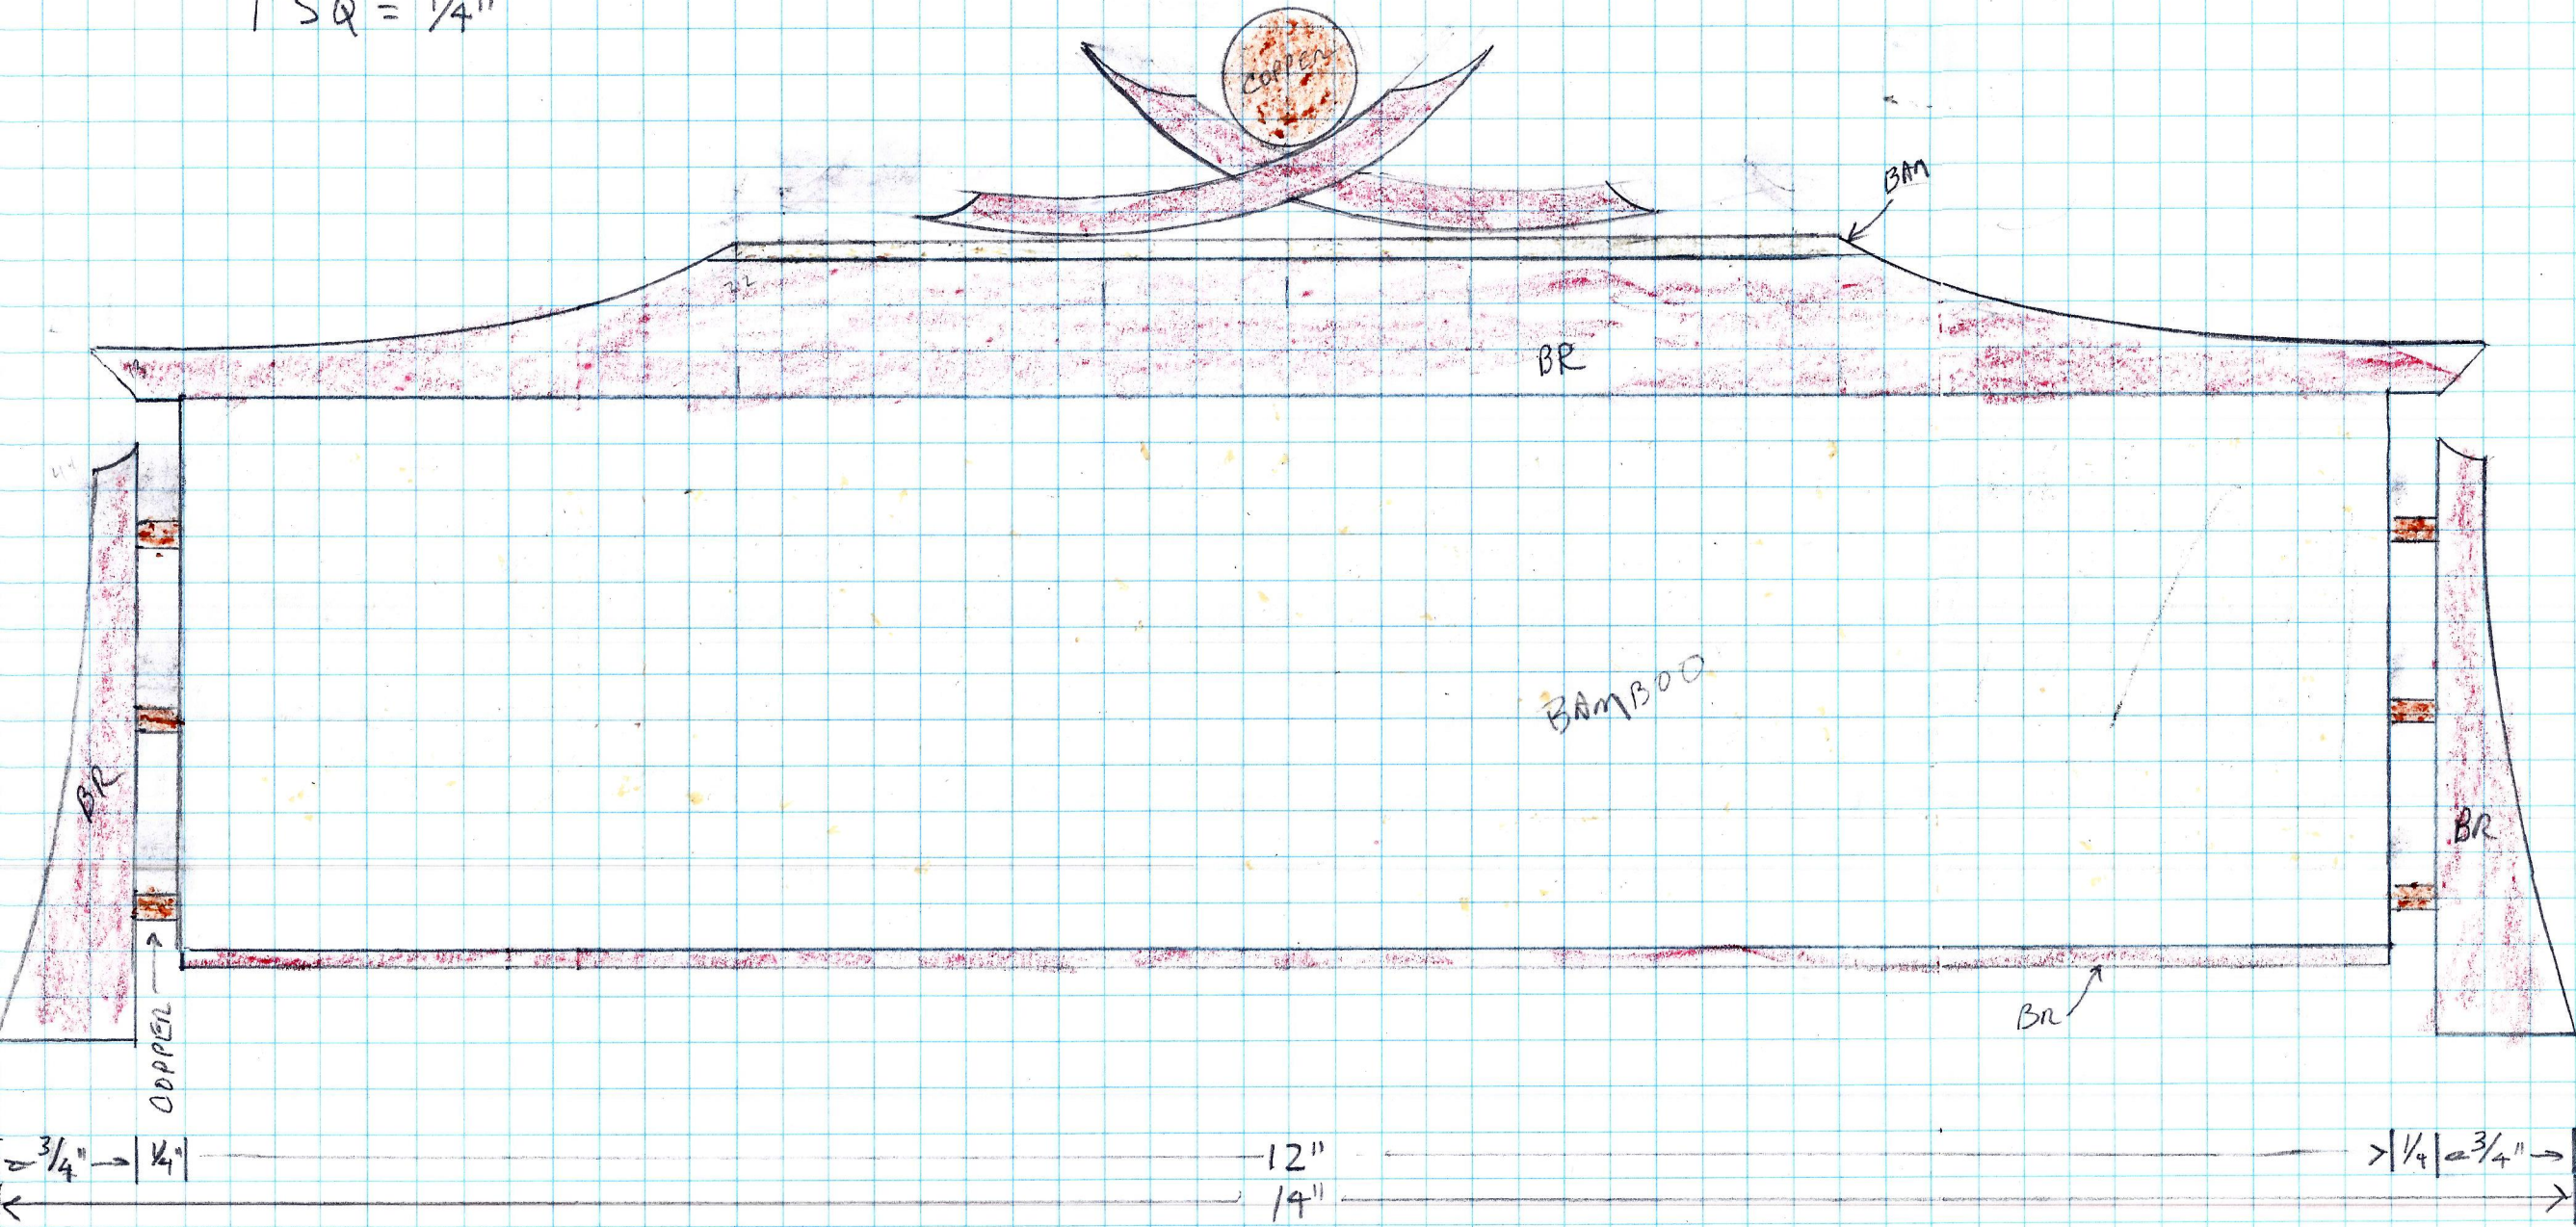 1 SQ = 1/4"
COPPER
BAM
22
BR
BAMBOO
BR
BR
BR
COPPER →
3/4" → 1/4" 12" > 1/4 3/4" →
14"